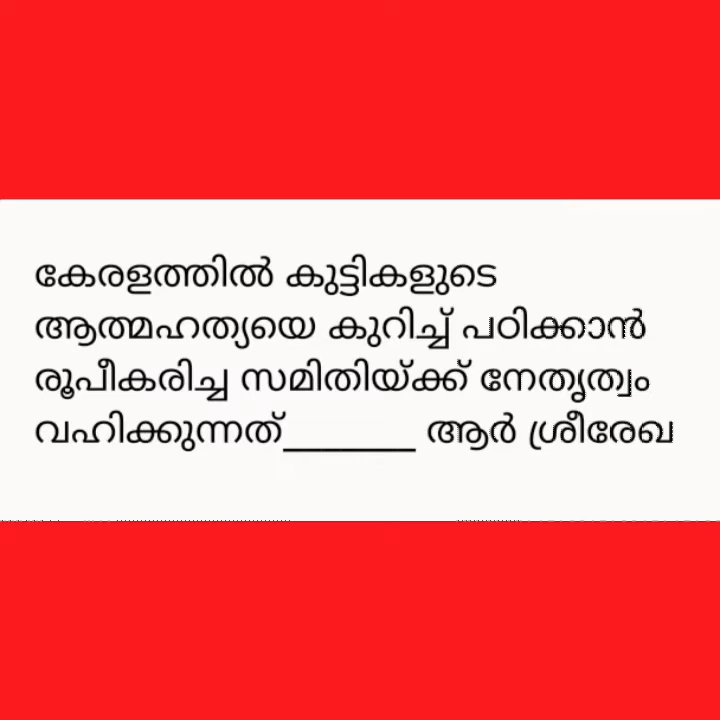 കേരളത്തിൽ കുട്ടികളുടെ
ആത്മഹത്യയെ കുറിച്ച് പഠിക്കാൻ
രൂപീകരിച്ച സമിതിയ്ക്ക് നേതൃത്വം
വഹിക്കുന്നത്_______ ആർ ശ്രീരേഖ